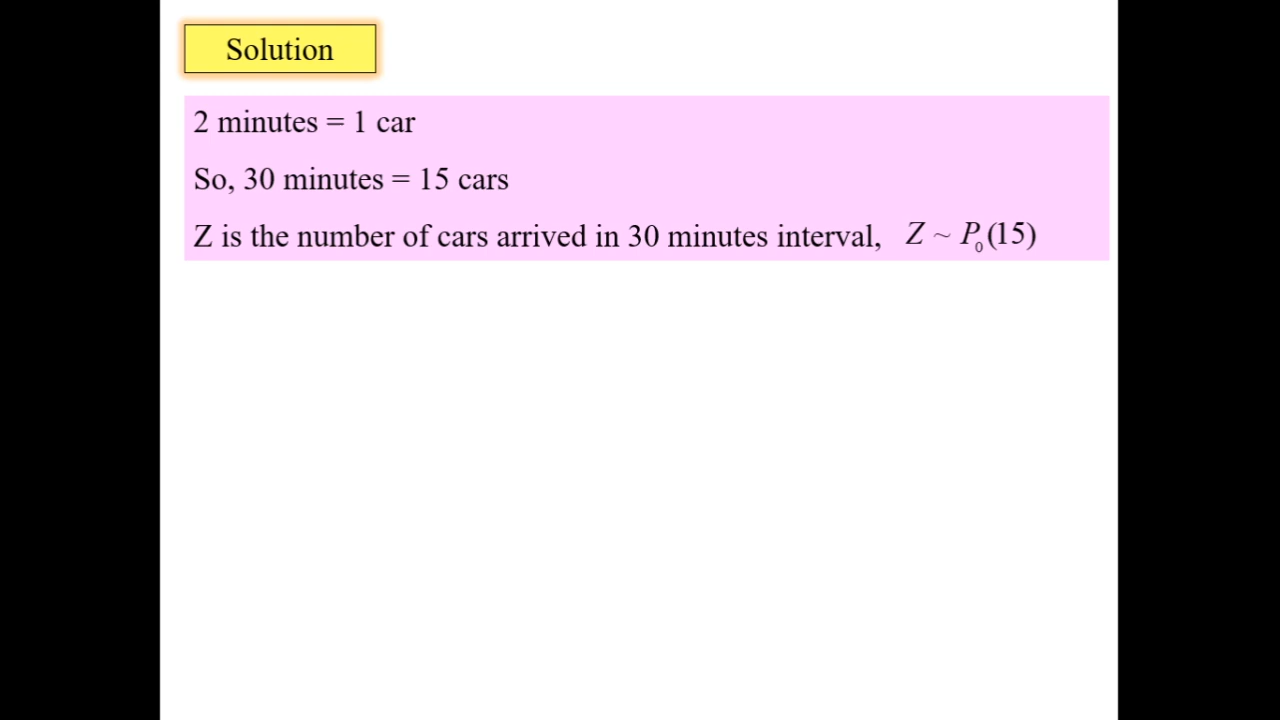 Solution
2 minutes = 1 car
So, 30 minutes = 15 cars
Z is the number of cars arrived in 30 minutes interval, Z ~ P₀(15)